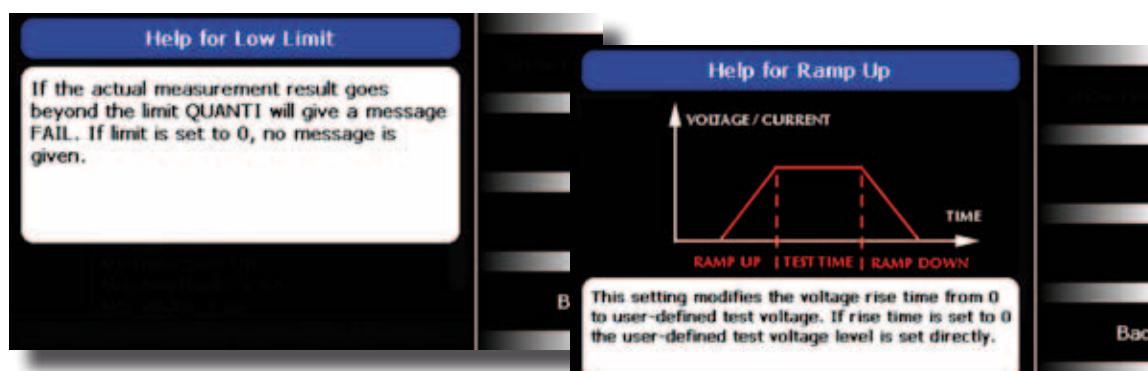 Help for Low Limit
If the actual measurement result goes
beyond the limit QUANTI will give a message
FAIL. If limit is set to 0, no message is
given.
B
Help for Ramp Up
VOLTAGE / CURRENT
TIME
RAMP UP | TEST TIME | RAMP DOWN
This setting modifies the voltage rise time from 0
to user-defined test voltage. If rise time is set to 0
the user-defined test voltage level is set directly.
Bac